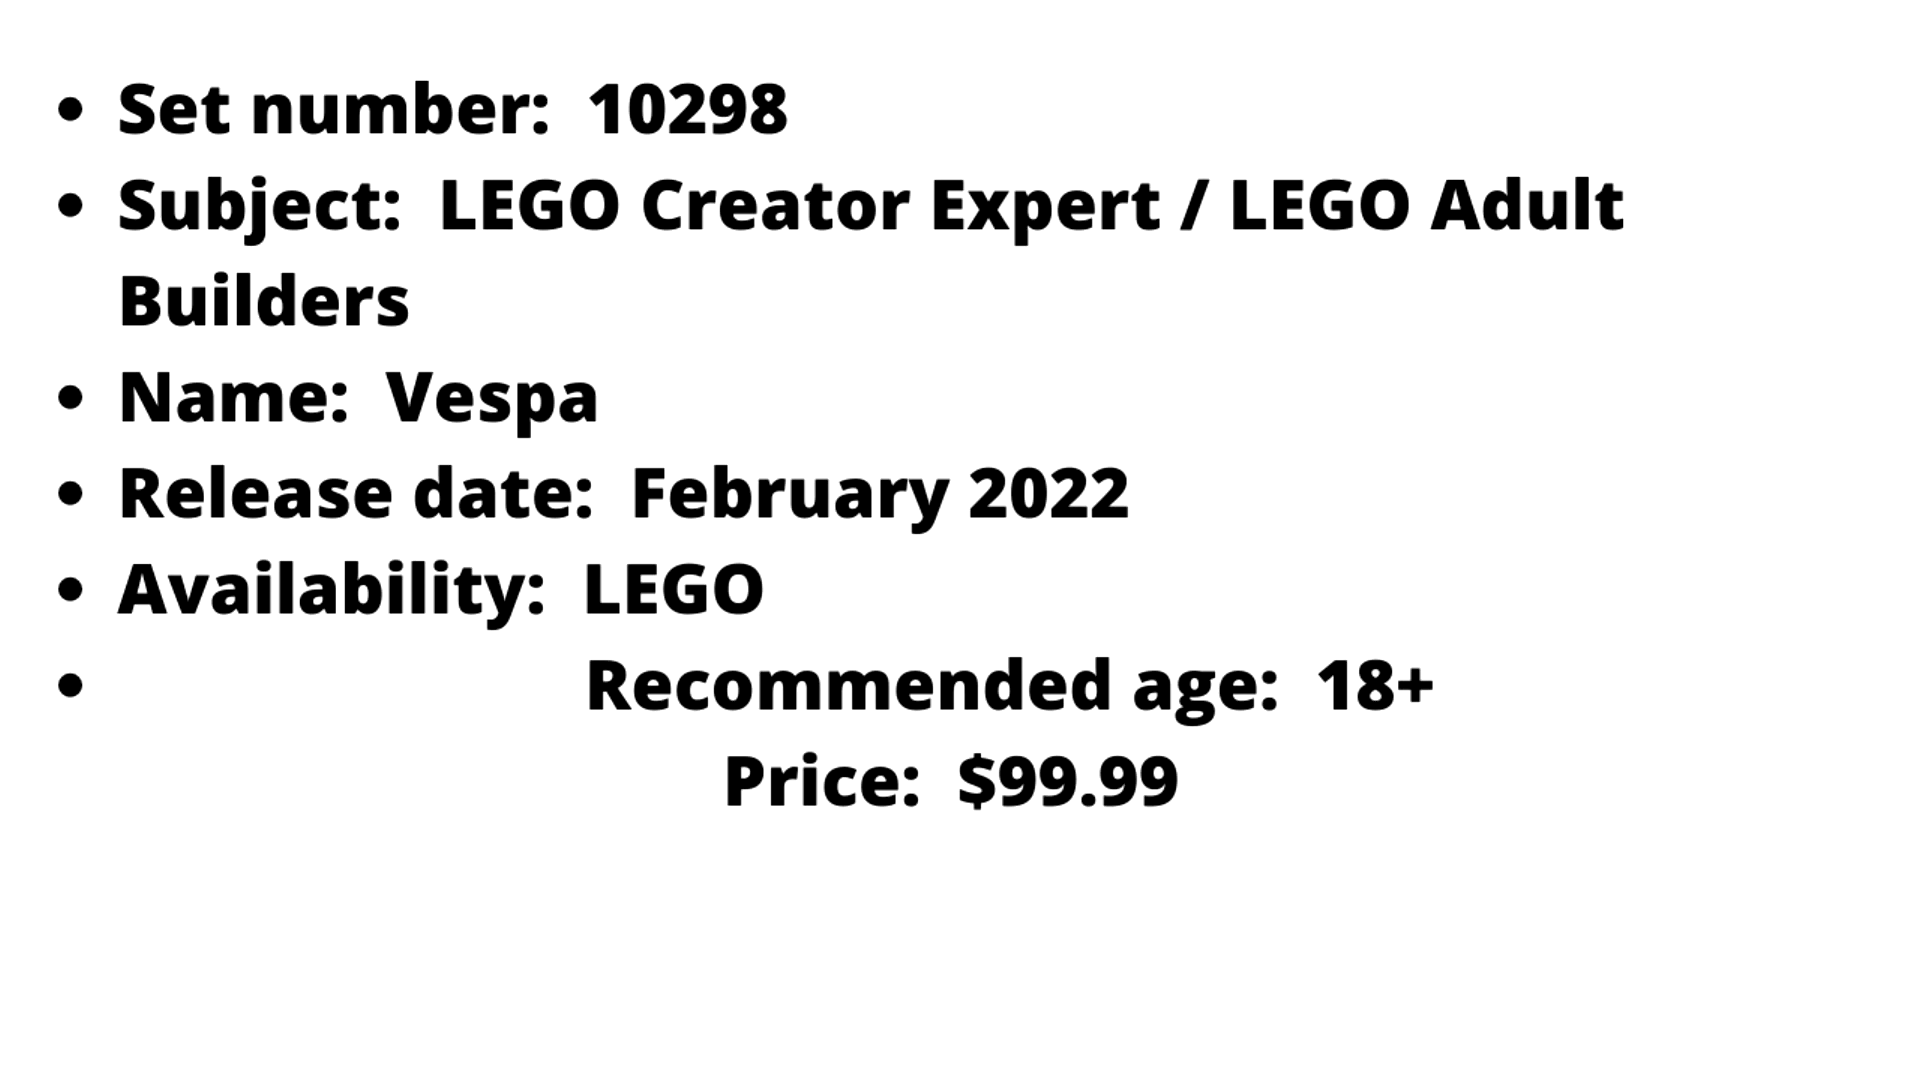 • Set number: 10298
• Subject: LEGO Creator Expert / LEGO Adult
Builders
• Name: Vespa
• Release date: February 2022
• Availability: LEGO
• Recommended age: 18+
Price: $99.99